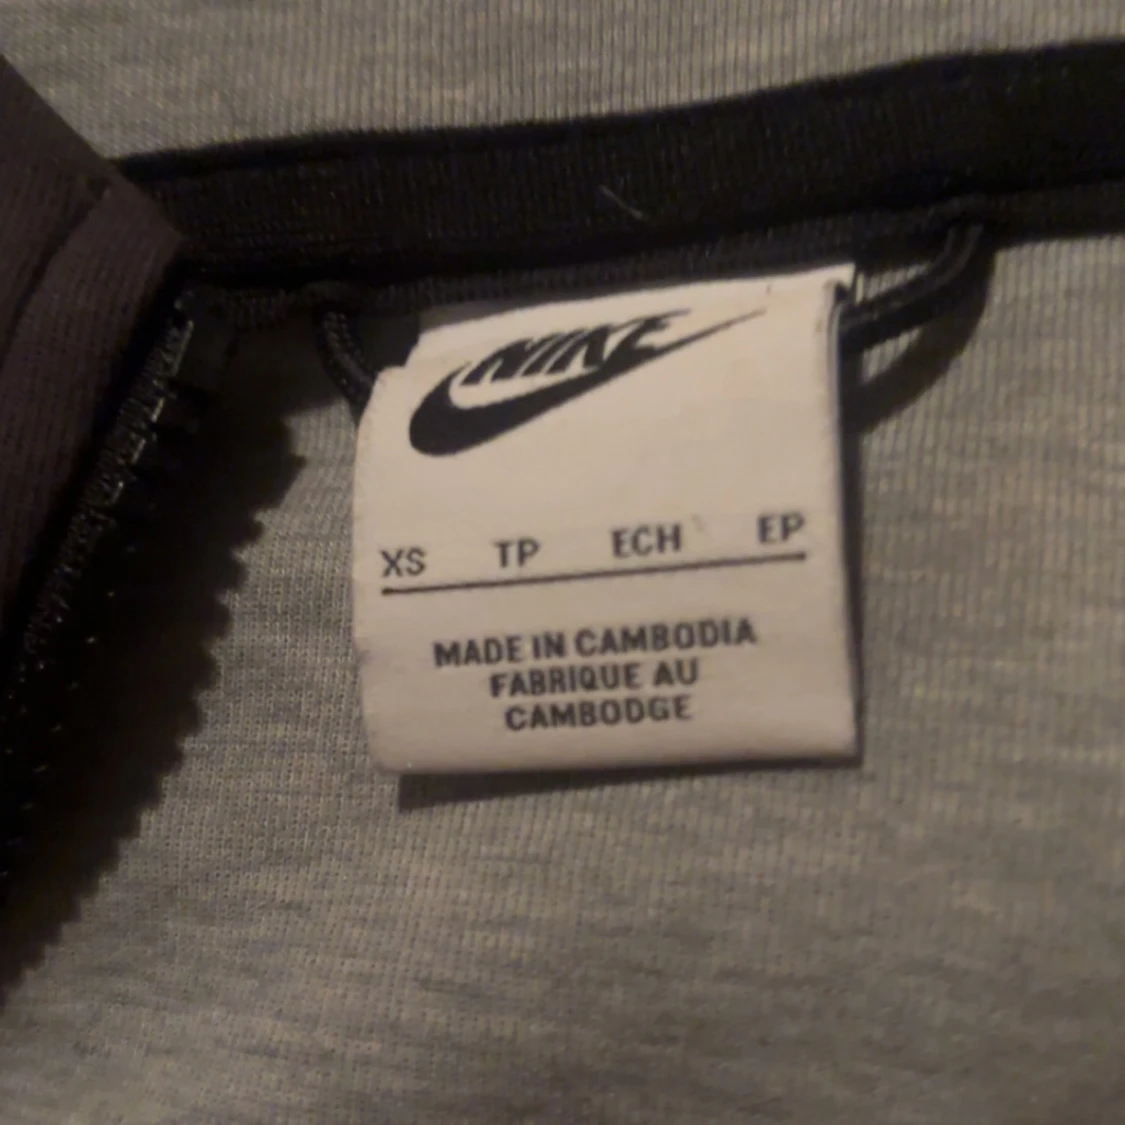 NIKE
XS TP ECH EP
MADE IN CAMBODIA
FABRIQUE AU
CAMBODGE